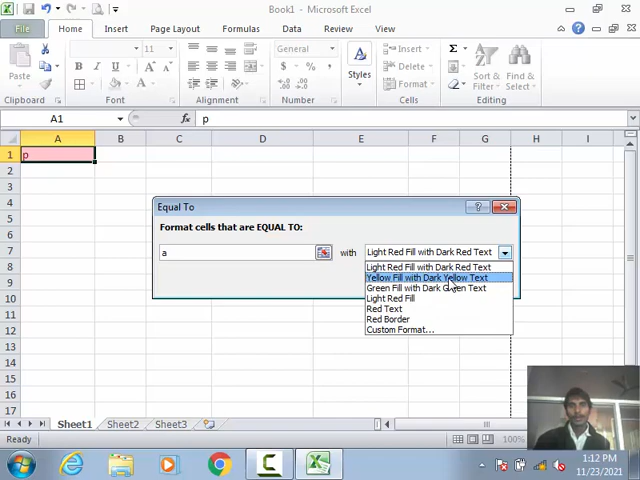 Book1 - Microsoft Excel
File Home Insert Page Layout Formulas Data Review View
Paste
B I U
General
Styles
Insert
Delete
Format
Sort & Filter
Find & Select
Clipboard Font Alignment Number Cells Editing
A1 fx p
A B C D E F G H I
1 p
2
3
4
5
6
7
8
9
10
11
12
13
14
15
16
17
Equal To
Format cells that are EQUAL TO:
a with Light Red Fill with Dark Red Text
Light Red Fill with Dark Red Text
Yellow Fill with Dark Yellow Text
Green Fill with Dark Green Text
Light Red Fill
Red Text
Red Border
Custom Format...
Sheet1 Sheet2 Sheet3
Ready 100%
1:12 PM
11/23/2021